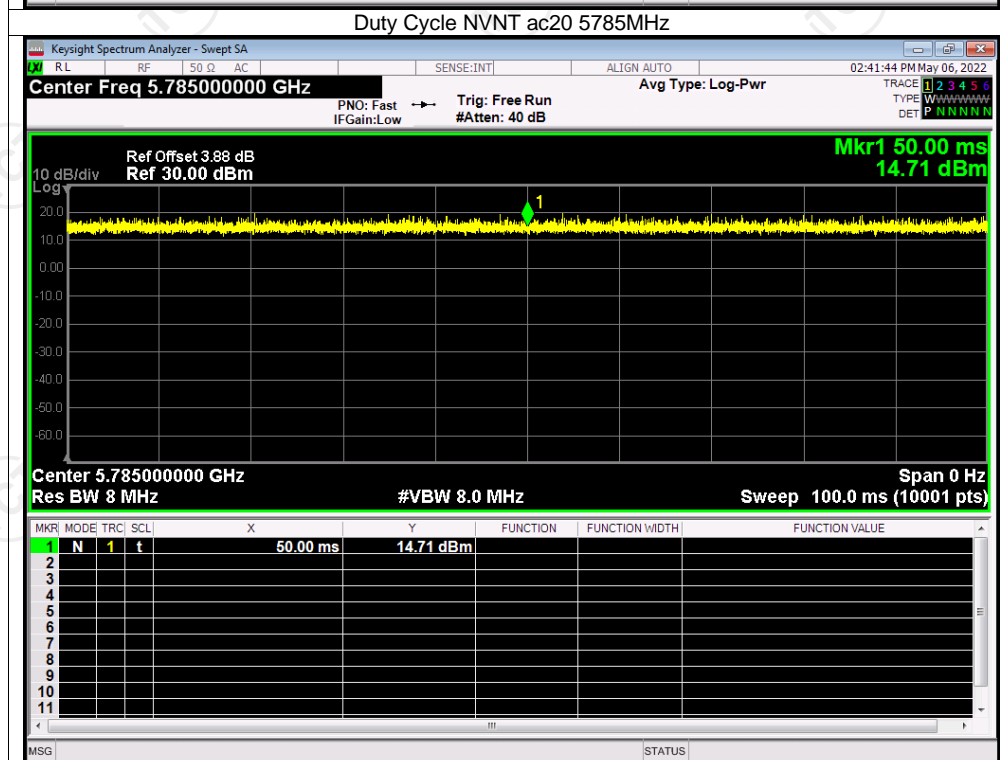 Duty Cycle NVNT ac20 5785MHz
Keysight Spectrum Analyzer - Swept SA
LXI RL RF 50 Ω AC SENSE:INT ALIGN AUTO 02:41:44 PM May 06, 2022
Center Freq 5.785000000 GHz Avg Type: Log-Pwr TRACE 1 2 3 4 5 6
PNO: Fast Trig: Free Run TYPE WWWWWW
IFGain:Low #Atten: 40 dB DET P N N N N N
Mkr1 50.00 ms
Ref Offset 3.88 dB
10 dB/div Ref 30.00 dBm 14.71 dBm
Log
1
20.0
10.0
0.00
-10.0
-20.0
-30.0
-40.0
-50.0
-60.0
Center 5.785000000 GHz Span 0 Hz
Res BW 8 MHz #VBW 8.0 MHz Sweep 100.0 ms (10001 pts)
MKR MODE TRC SCL X Y FUNCTION FUNCTION WIDTH FUNCTION VALUE
1 N 1 t 50.00 ms 14.71 dBm
2
3
4
5
6
7
8
9
10
11
MSG STATUS